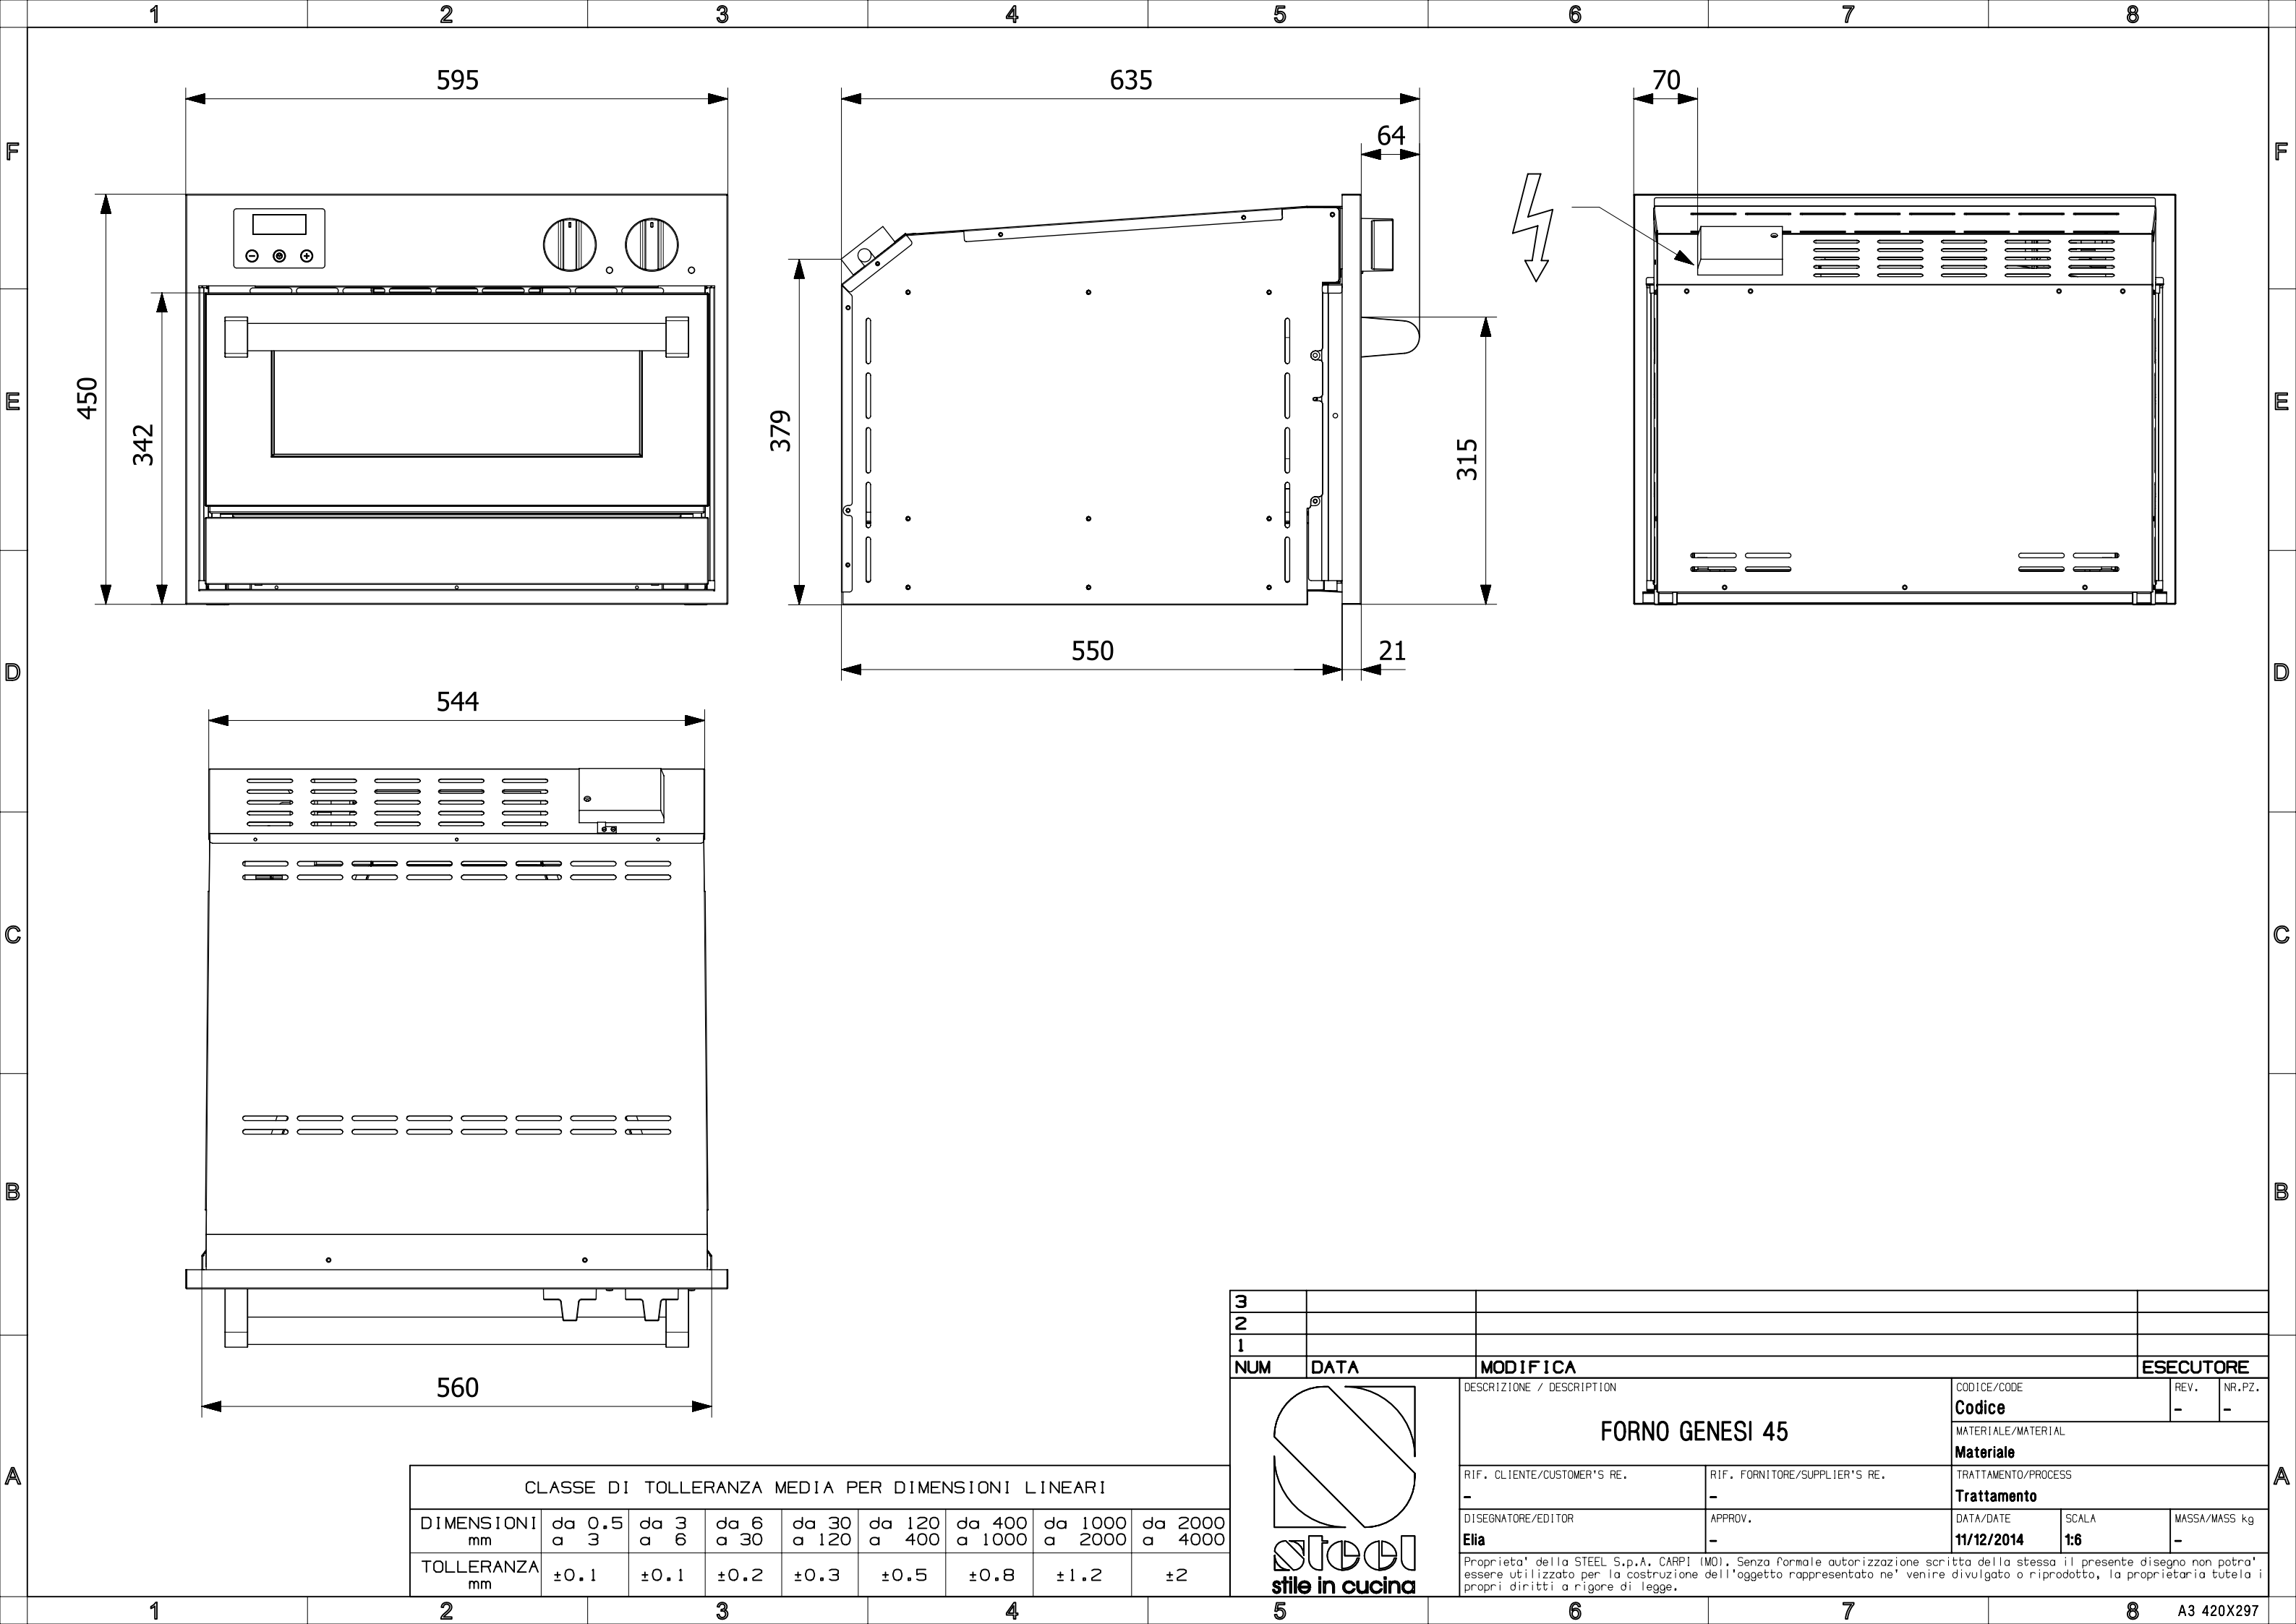 1 2 3 4 5 6 7 8
595
635
70
64
F F
450
342
379
315
E E
550
21
D D
544
C C
B B
560
3
2
1
NUM DATA MODIFICA ESECUTORE
DESCRIZIONE / DESCRIPTION
FORNO GENESI 45
CODICE/CODE
Codice
REV.
-
NR.PZ.
-
MATERIALE/MATERIAL
Materiale
RIF. CLIENTE/CUSTOMER'S RE.
-
RIF. FORNITORE/SUPPLIER'S RE.
-
TRATTAMENTO/PROCESS
Trattamento
DISEGNATORE/EDITOR
Elia
APPROV.
-
DATA/DATE
11/12/2014
SCALA
1:6
MASSA/MASS kg
-
Proprieta' della STEEL S.p.A. CARPI (MO). Senza formale autorizzazione scritta della stessa il presente disegno non potra'
essere utilizzato per la costruzione dell'oggetto rappresentato ne' venire divulgato o riprodotto, la proprietaria tutela i
propri diritti a rigore di legge.
steel
stile in cucina
A A
CLASSE DI TOLLERANZA MEDIA PER DIMENSIONI LINEARI
DIMENSIONI da 0.5 da 3 da 6 da 30 da 120 da 400 da 1000 da 2000
mm a 3 a 6 a 30 a 120 a 400 a 1000 a 2000 a 4000
TOLLERANZA ±0.1 ±0.1 ±0.2 ±0.3 ±0.5 ±0.8 ±1.2 ±2
mm
1 2 3 4 5 6 7 8
A3 420X297